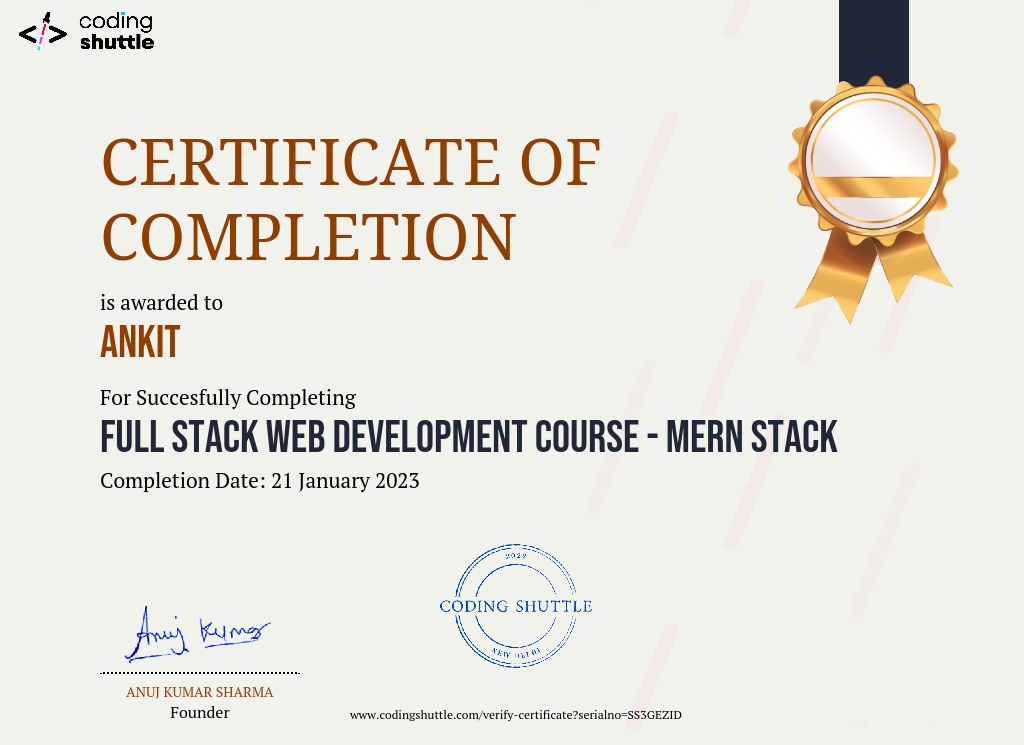 coding
shuttle
CERTIFICATE OF
COMPLETION
is awarded to
ANKIT
For Succesfully Completing
FULL STACK WEB DEVELOPMENT COURSE - MERN STACK
Completion Date: 21 January 2023
2022
CODING SHUTTLE
NEW DELHI
Anuj Kumar
ANUJ KUMAR SHARMA
Founder
www.codingshuttle.com/verify-certificate?serialno=SS3GEZID